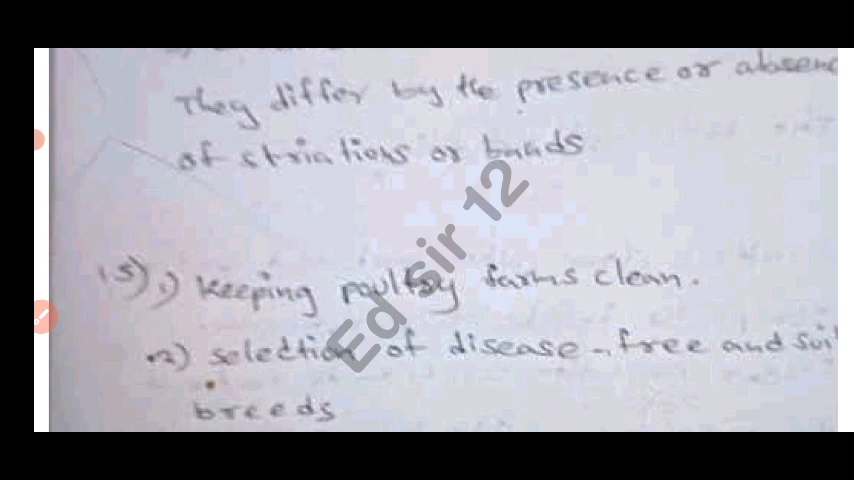 They differ by the presence or absenc
of striations or bands
15) 1) Keeping poultry farms clean.
2) selection of disease-free and sui
breeds
Ed sir 12